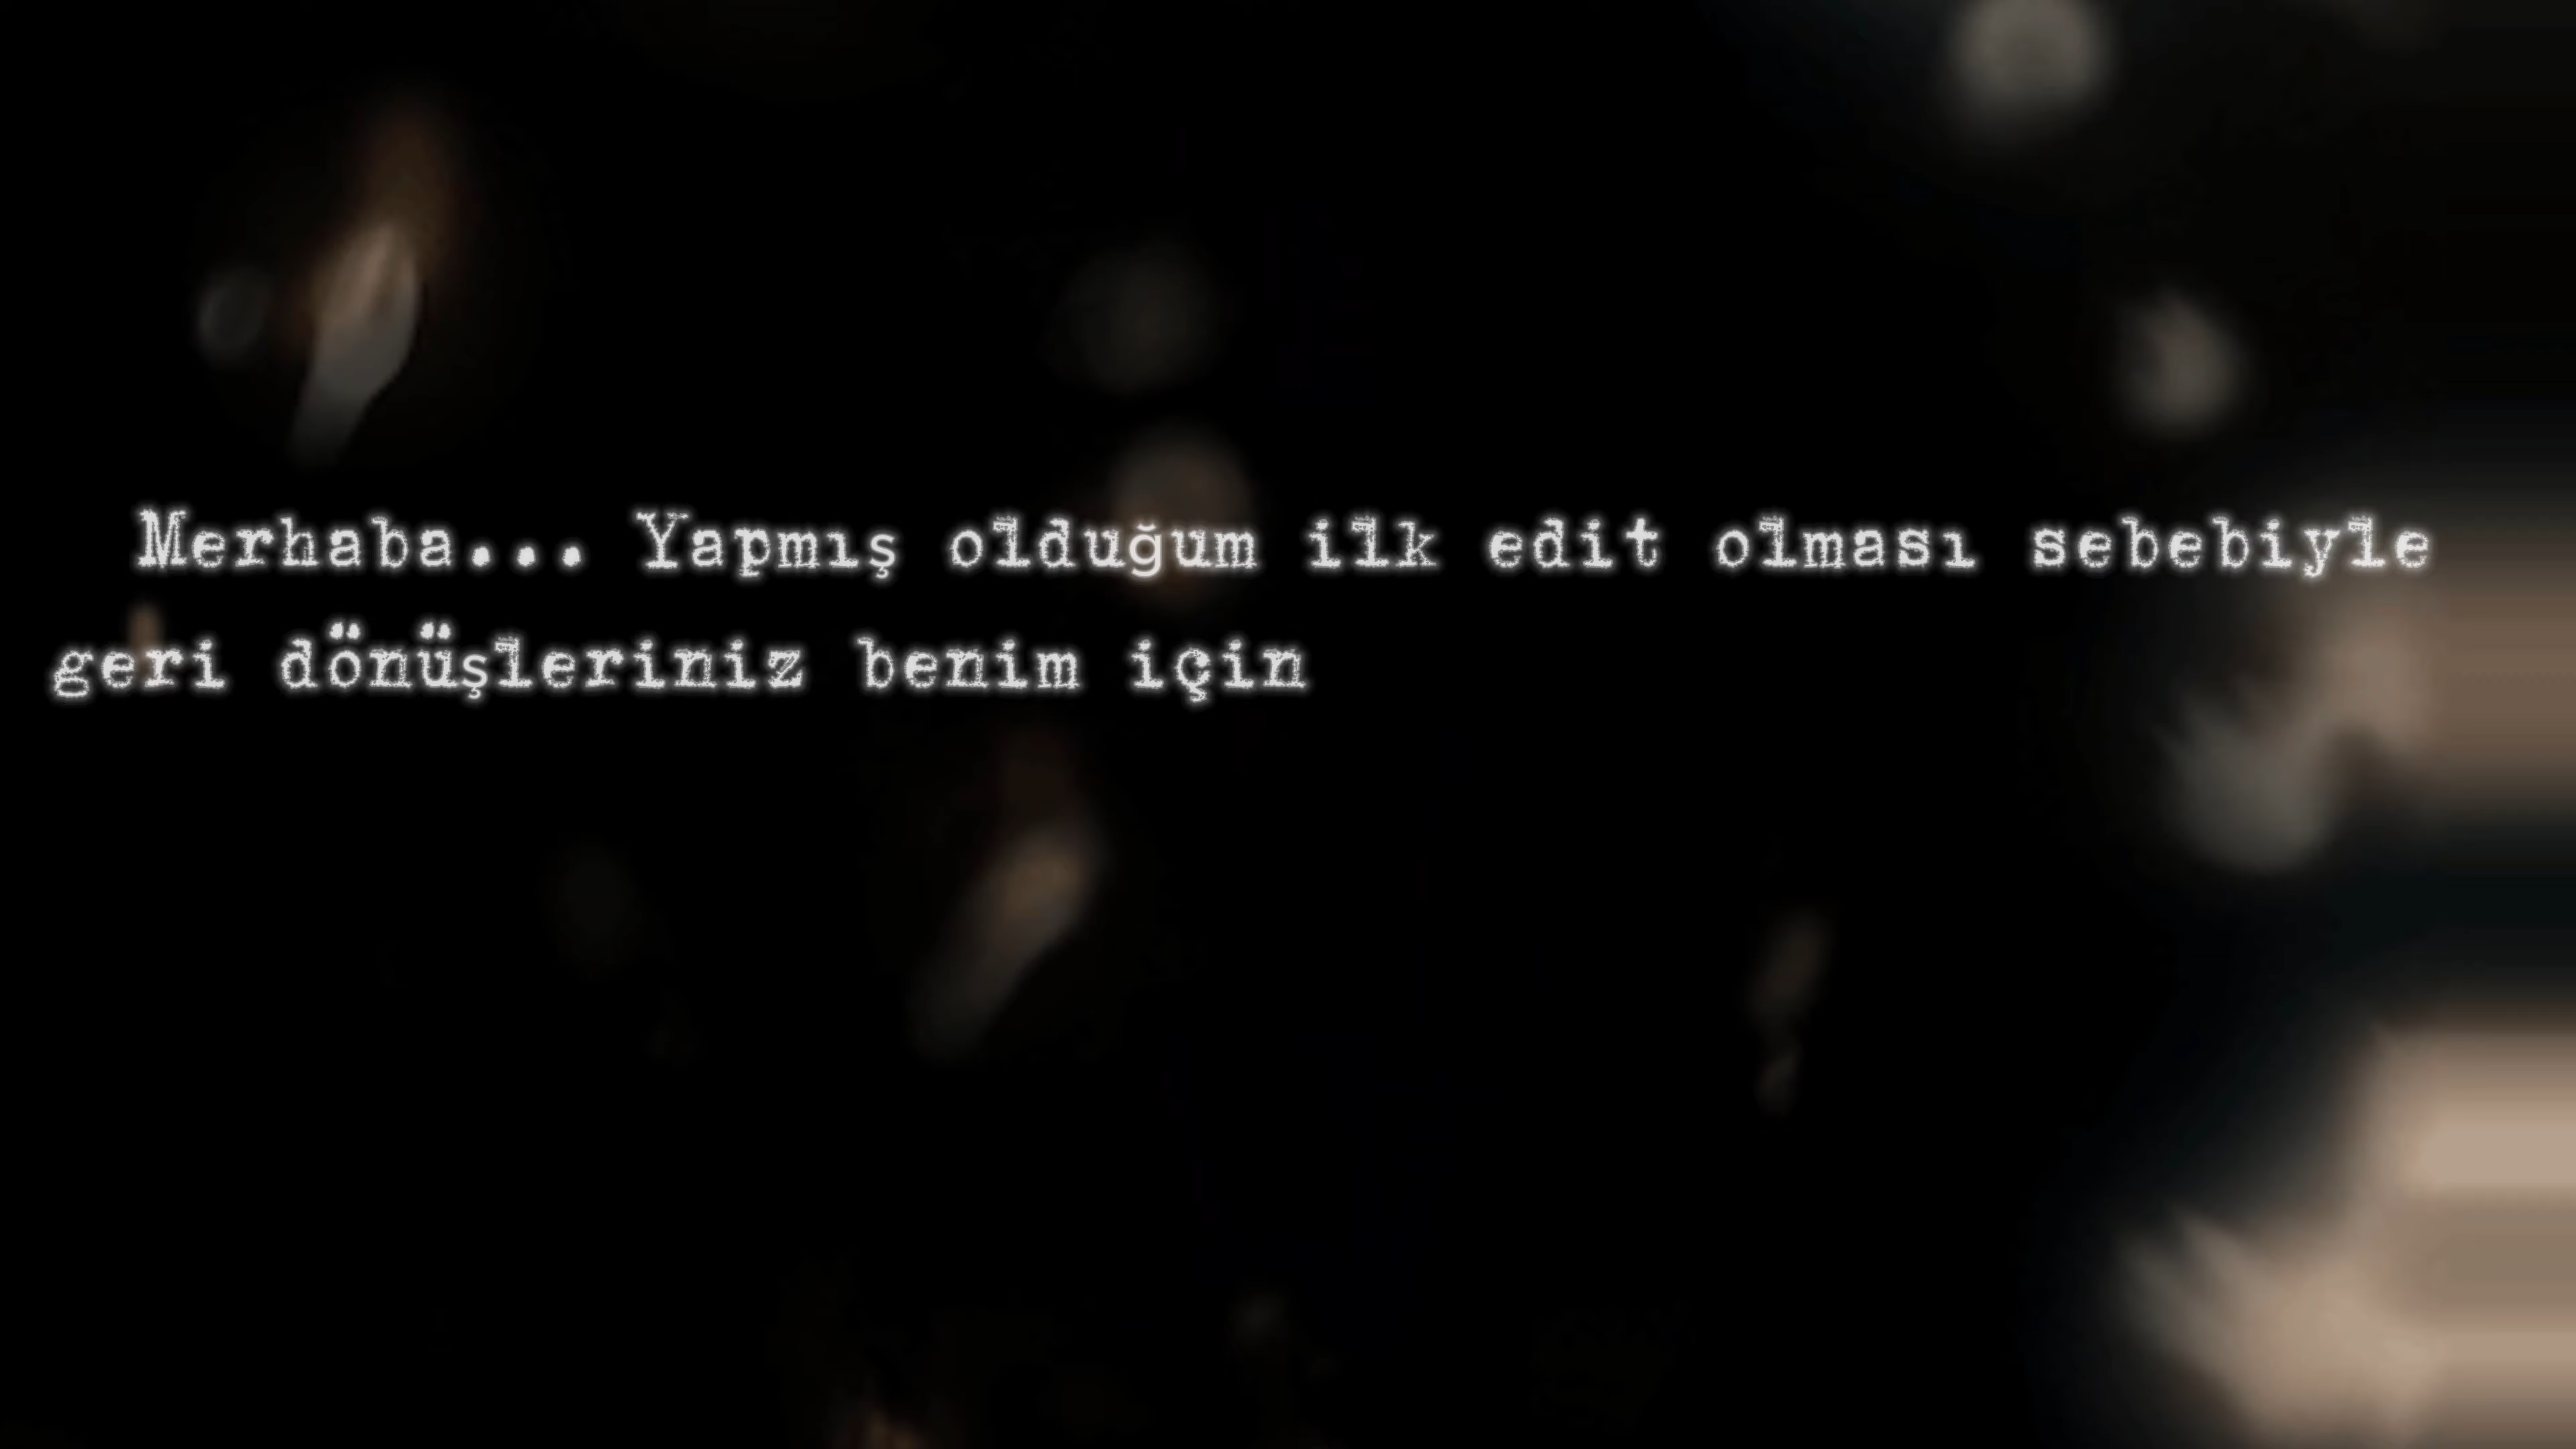 Merhaba... Yapmış olduğum ilk edit olması sebebiyle
geri dönüşleriniz benim için